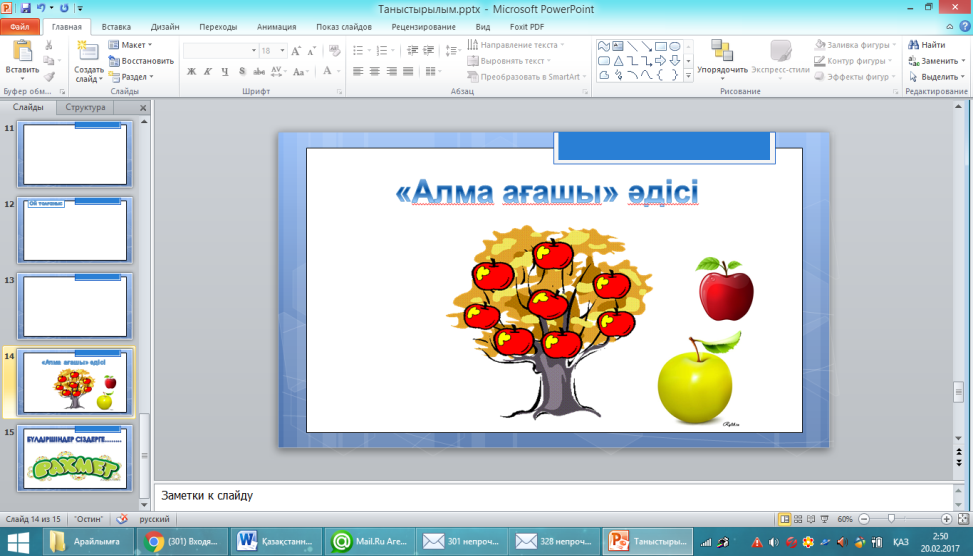 Таныстырылым.pptx - Microsoft PowerPoint
Файл Главная Вставка Дизайн Переходы Анимация Показ слайдов Рецензирование Вид Foxit PDF
Вставить
Создать слайд
Макет
Восстановить
Раздел
18
Ж К Ч S abc AV Aa A
Направление текста
Выровнять текст
Преобразовать в SmartArt
Упорядочить
Экспресс-стили
Заливка фигуры
Контур фигуры
Эффекты фигур
Найти
Заменить
Выделить
Буфер обм... Слайды Шрифт Абзац Рисование Редактирование
Слайды Структура
11
12
13
14
«Алма ағашы» әдісі
15
БҮЛДІРШІНДЕР СІЗДЕРГЕ........
РАХМЕТ
«Алма ағашы» әдісі
Заметки к слайду
Слайд 14 из 15 "Остин" русский 60%
Арайлымға (301) Входя... Қазақстанн... Mail.Ru Аге... 301 непроч... 328 непроч... Таныстыры... ҚАЗ 2:50
20.02.2017